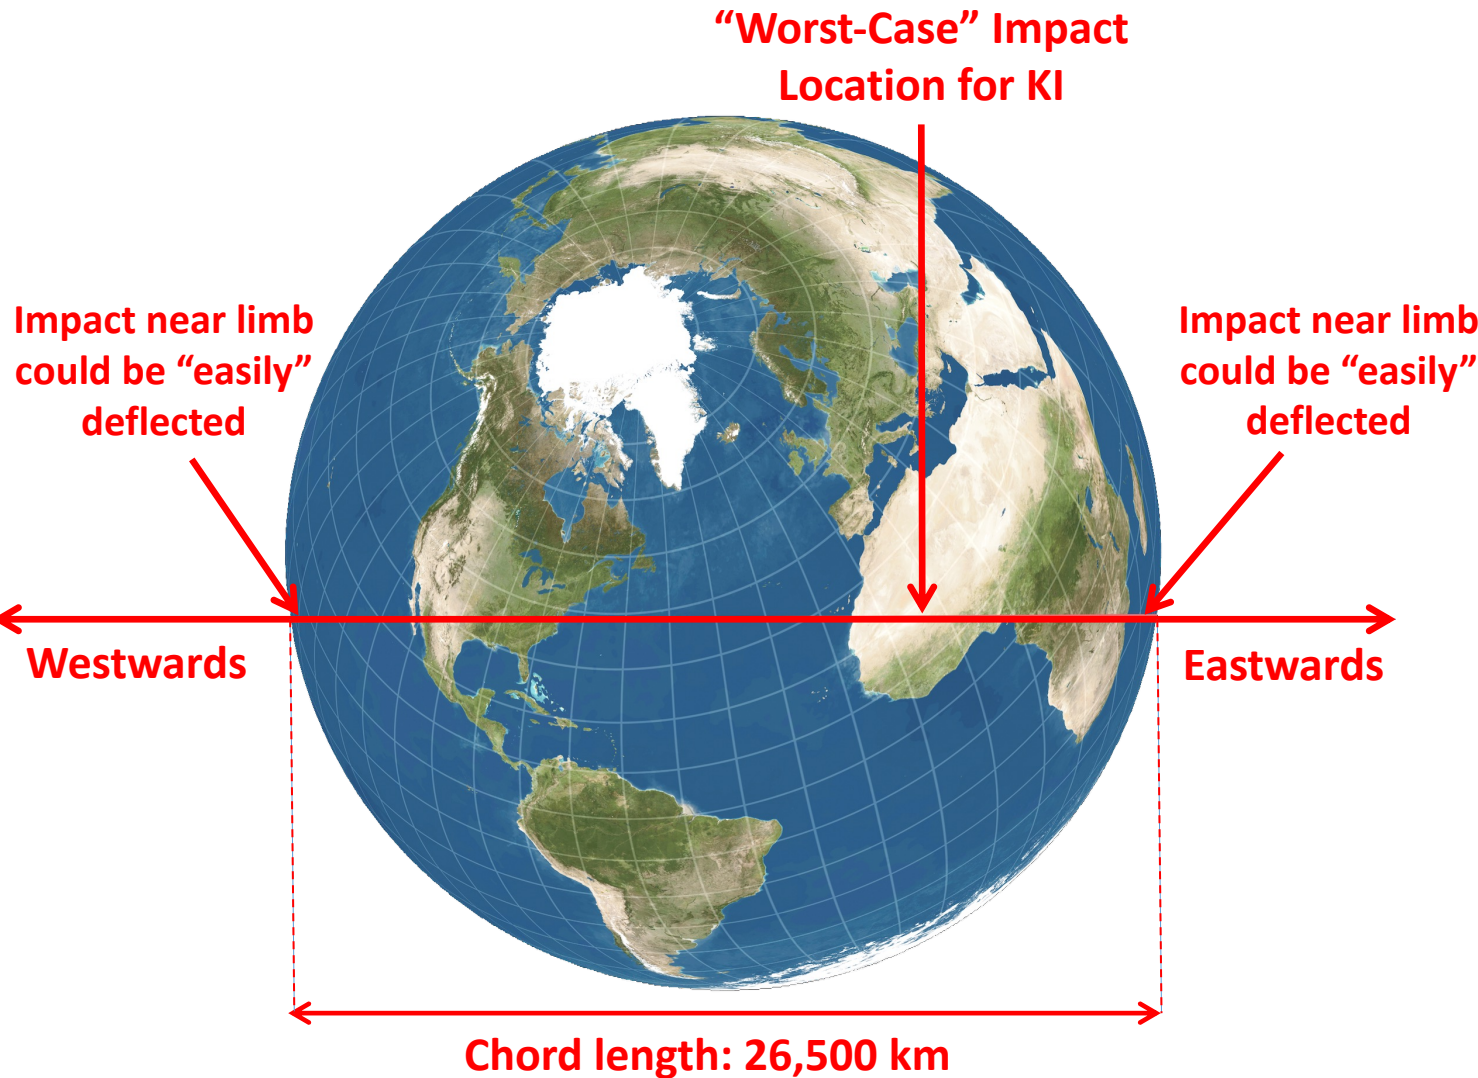 “Worst-Case” Impact
Location for KI
Impact near limb
could be “easily”
deflected
Impact near limb
could be “easily”
deflected
Westwards
Eastwards
Chord length: 26,500 km